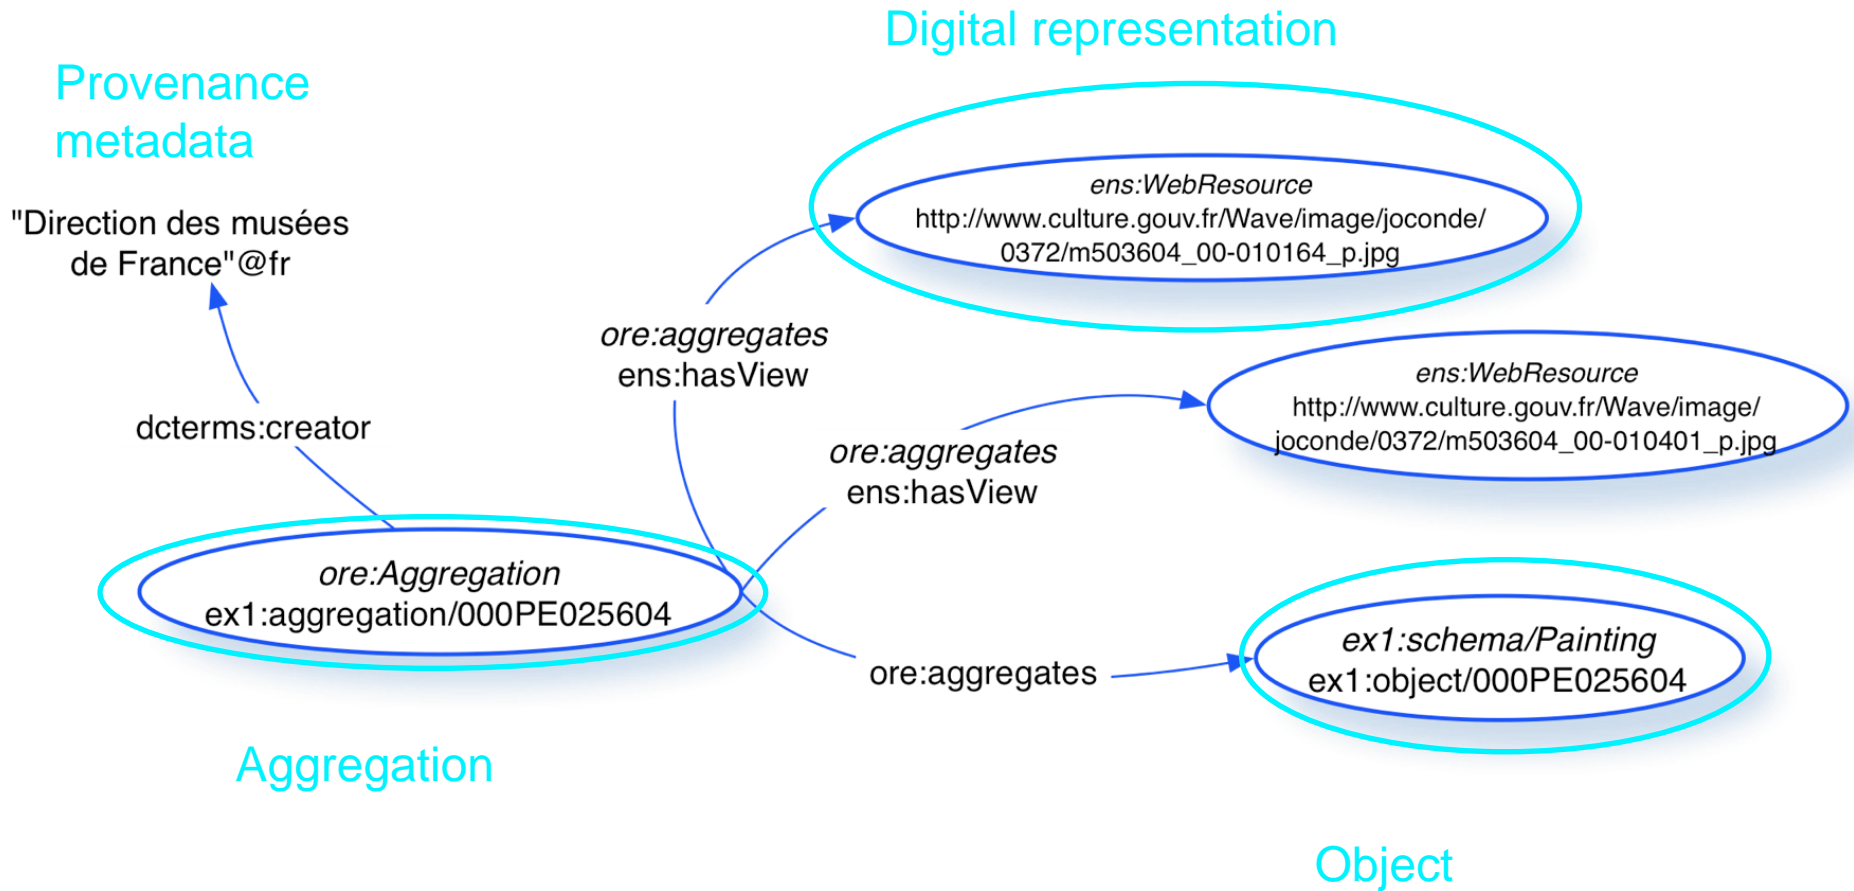 Digital representation
Provenance
metadata
"Direction des musées
de France"@fr
ens:WebResource
http://www.culture.gouv.fr/Wave/image/joconde/
0372/m503604_00-010164_p.jpg
ore:aggregates
ens:hasView
ens:WebResource
http://www.culture.gouv.fr/Wave/image/
joconde/0372/m503604_00-010401_p.jpg
dcterms:creator
ore:aggregates
ens:hasView
ore:Aggregation
ex1:aggregation/000PE025604
ore:aggregates
ex1:schema/Painting
ex1:object/000PE025604
Aggregation
Object